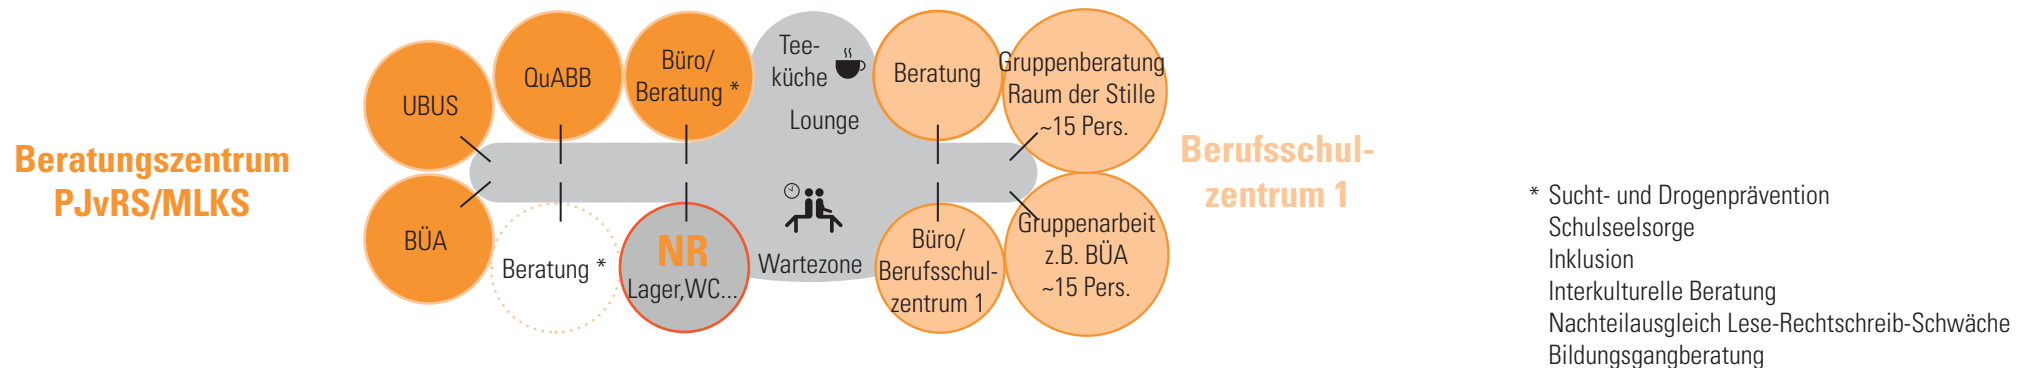 Beratungszentrum
PJvRS/MLKS
UBUS
QuABB
Büro/
Beratung *
Tee-
küche
Lounge
Beratung
Gruppenberatung
Raum der Stille
~15 Pers.
BÜA
Beratung *
NR
Lager,WC...
Wartezone
Büro/
Berufsschul-
zentrum 1
Gruppenarbeit
z.B. BÜA
~15 Pers.
Berufsschul-
zentrum 1
* Sucht- und Drogenprävention
Schulseelsorge
Inklusion
Interkulturelle Beratung
Nachteilausgleich Lese-Rechtschreib-Schwäche
Bildungsgangberatung